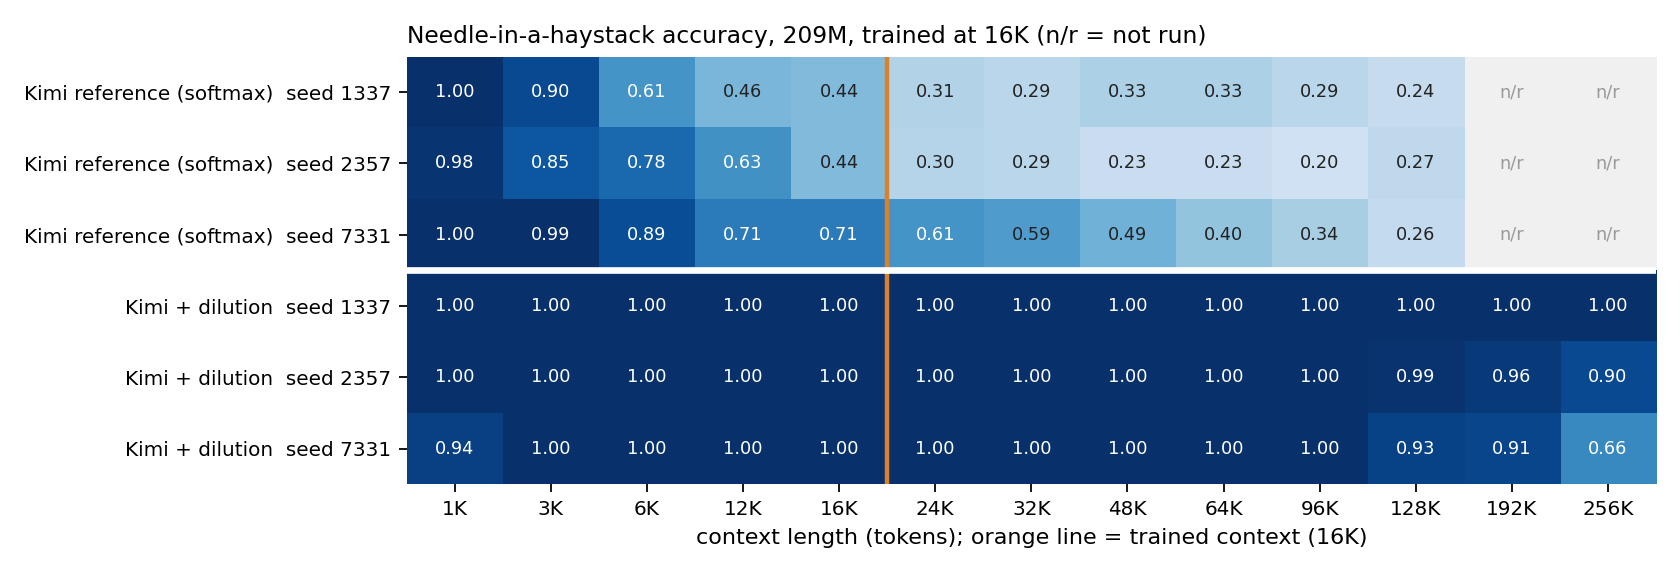 Needle-in-a-haystack accuracy, 209M, trained at 16K (n/r = not run)
Kimi reference (softmax)  seed 1337 1.00 0.90 0.61 0.46 0.44 0.31 0.29 0.33 0.33 0.29 0.24 n/r n/r
Kimi reference (softmax)  seed 2357 0.98 0.85 0.78 0.63 0.44 0.30 0.29 0.23 0.23 0.20 0.27 n/r n/r
Kimi reference (softmax)  seed 7331 1.00 0.99 0.89 0.71 0.71 0.61 0.59 0.49 0.40 0.34 0.26 n/r n/r
Kimi + dilution  seed 1337 1.00 1.00 1.00 1.00 1.00 1.00 1.00 1.00 1.00 1.00 1.00 1.00 1.00
Kimi + dilution  seed 2357 1.00 1.00 1.00 1.00 1.00 1.00 1.00 1.00 1.00 1.00 0.99 0.96 0.90
Kimi + dilution  seed 7331 0.94 1.00 1.00 1.00 1.00 1.00 1.00 1.00 1.00 1.00 0.93 0.91 0.66
1K 3K 6K 12K 16K 24K 32K 48K 64K 96K 128K 192K 256K
context length (tokens); orange line = trained context (16K)